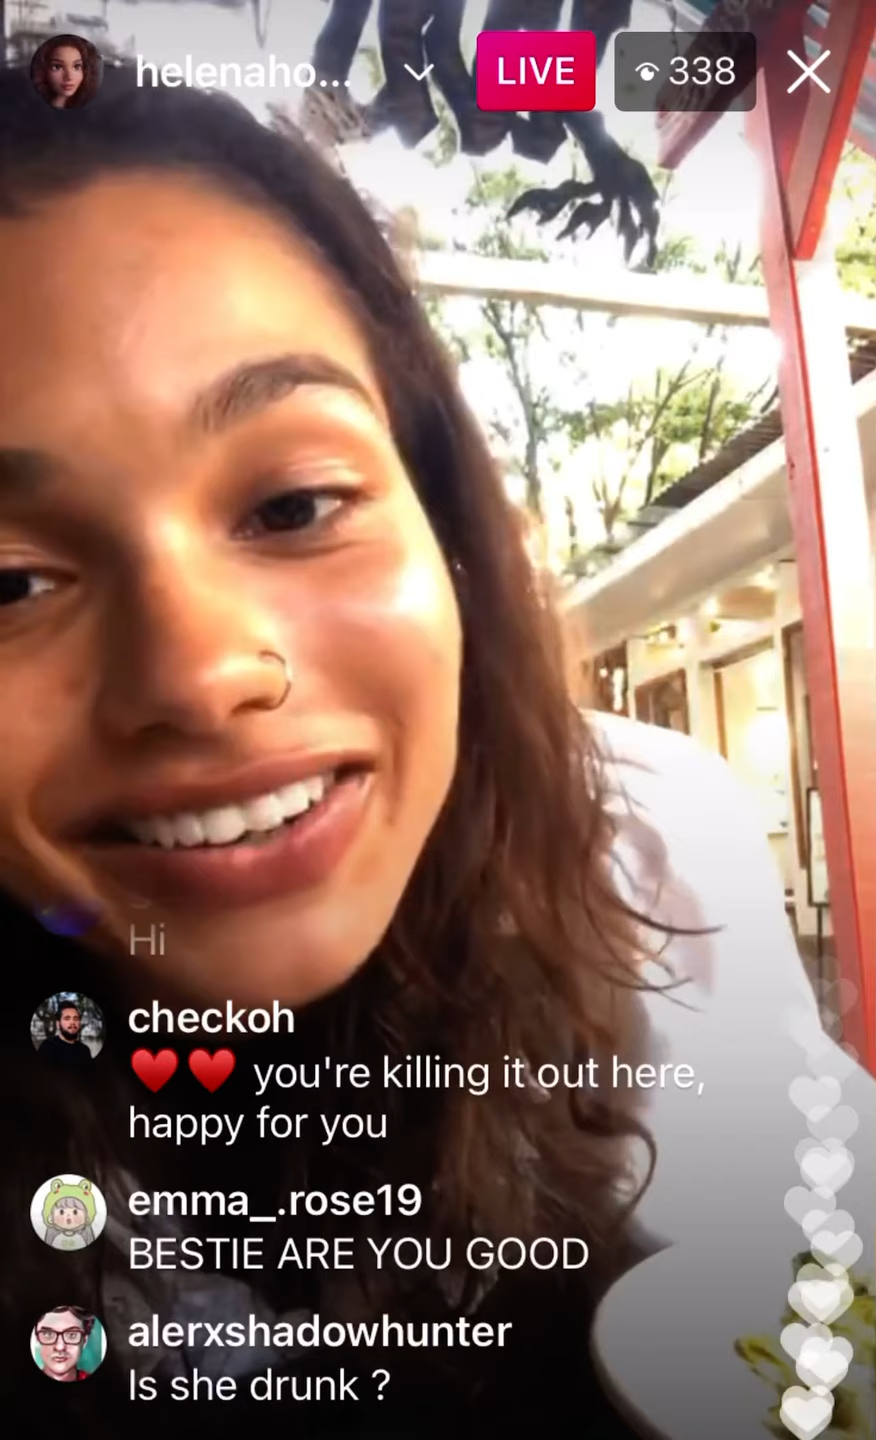 helenaho...
LIVE
338
Hi
checkoh
❤️❤️ you're killing it out here,
happy for you
emma_.rose19
BESTIE ARE YOU GOOD
alerxshadowhunter
Is she drunk ?